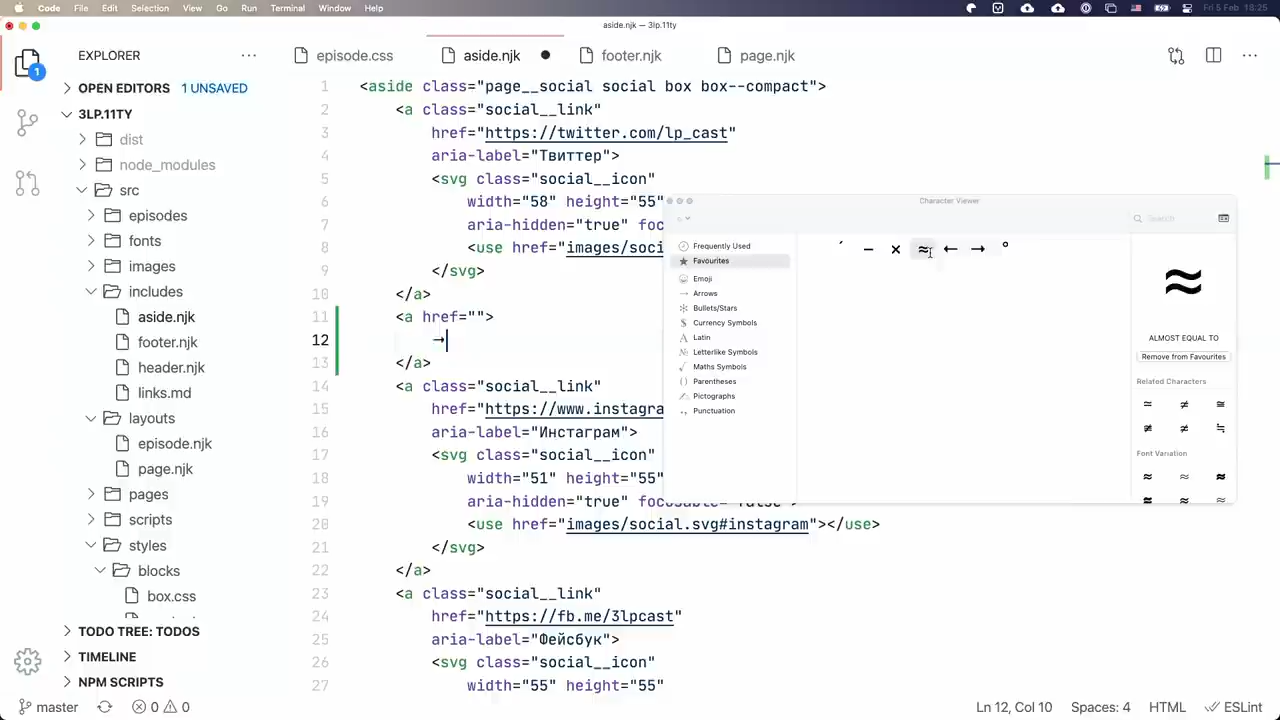 Code File Edit Selection View Go Run Terminal Window Help
Fri 5 Feb 18:25
aside.njk — 3lp.11ty
1
EXPLORER ···
episode.css
aside.njk
footer.njk
page.njk
···
OPEN EDITORS 1 UNSAVED
3LP.11TY
dist
node_modules
src
episodes
fonts
images
includes
aside.njk
footer.njk
header.njk
links.md
layouts
episode.njk
page.njk
pages
scripts
styles
blocks
box.css
TODO TREE: TODOS
TIMELINE
NPM SCRIPTS
1 <aside class="page__social social box box--compact">
2 <a class="social__link"
3 href="https://twitter.com/lp_cast"
4 aria-label="Твиттер">
5 <svg class="social__icon"
6 width="58" height="55"
7 aria-hidden="true" foc
8 <use href="images/soci
9 </svg>
10 </a>
11 <a href="">
12 →
13 </a>
14 <a class="social__link"
15 href="https://www.instagra
16 aria-label="Инстаграм">
17 <svg class="social__icon"
18 width="51" height="55"
19 aria-hidden="true" focusable="false">
20 <use href="images/social.svg#instagram"></use>
21 </svg>
22 </a>
23 <a class="social__link"
24 href="https://fb.me/3lpcast"
25 aria-label="Фейсбук">
26 <svg class="social__icon"
27 width="55" height="55"
Character Viewer
Search
Frequently Used
Favourites
Emoji
Arrows
Bullets/Stars
$ Currency Symbols
A Latin
Letterlike Symbols
√ Maths Symbols
() Parentheses
Pictographs
., Punctuation
´ − × ≈ ← → °
≈
ALMOST EQUAL TO
Remove from Favourites
Related Characters
≃ ≠ ≅
≇ ≠ ≒
Font Variation
≈ ≈ ≈
≈ ≈ ≈
master
0
0
Ln 12, Col 10
Spaces: 4
HTML
ESLint